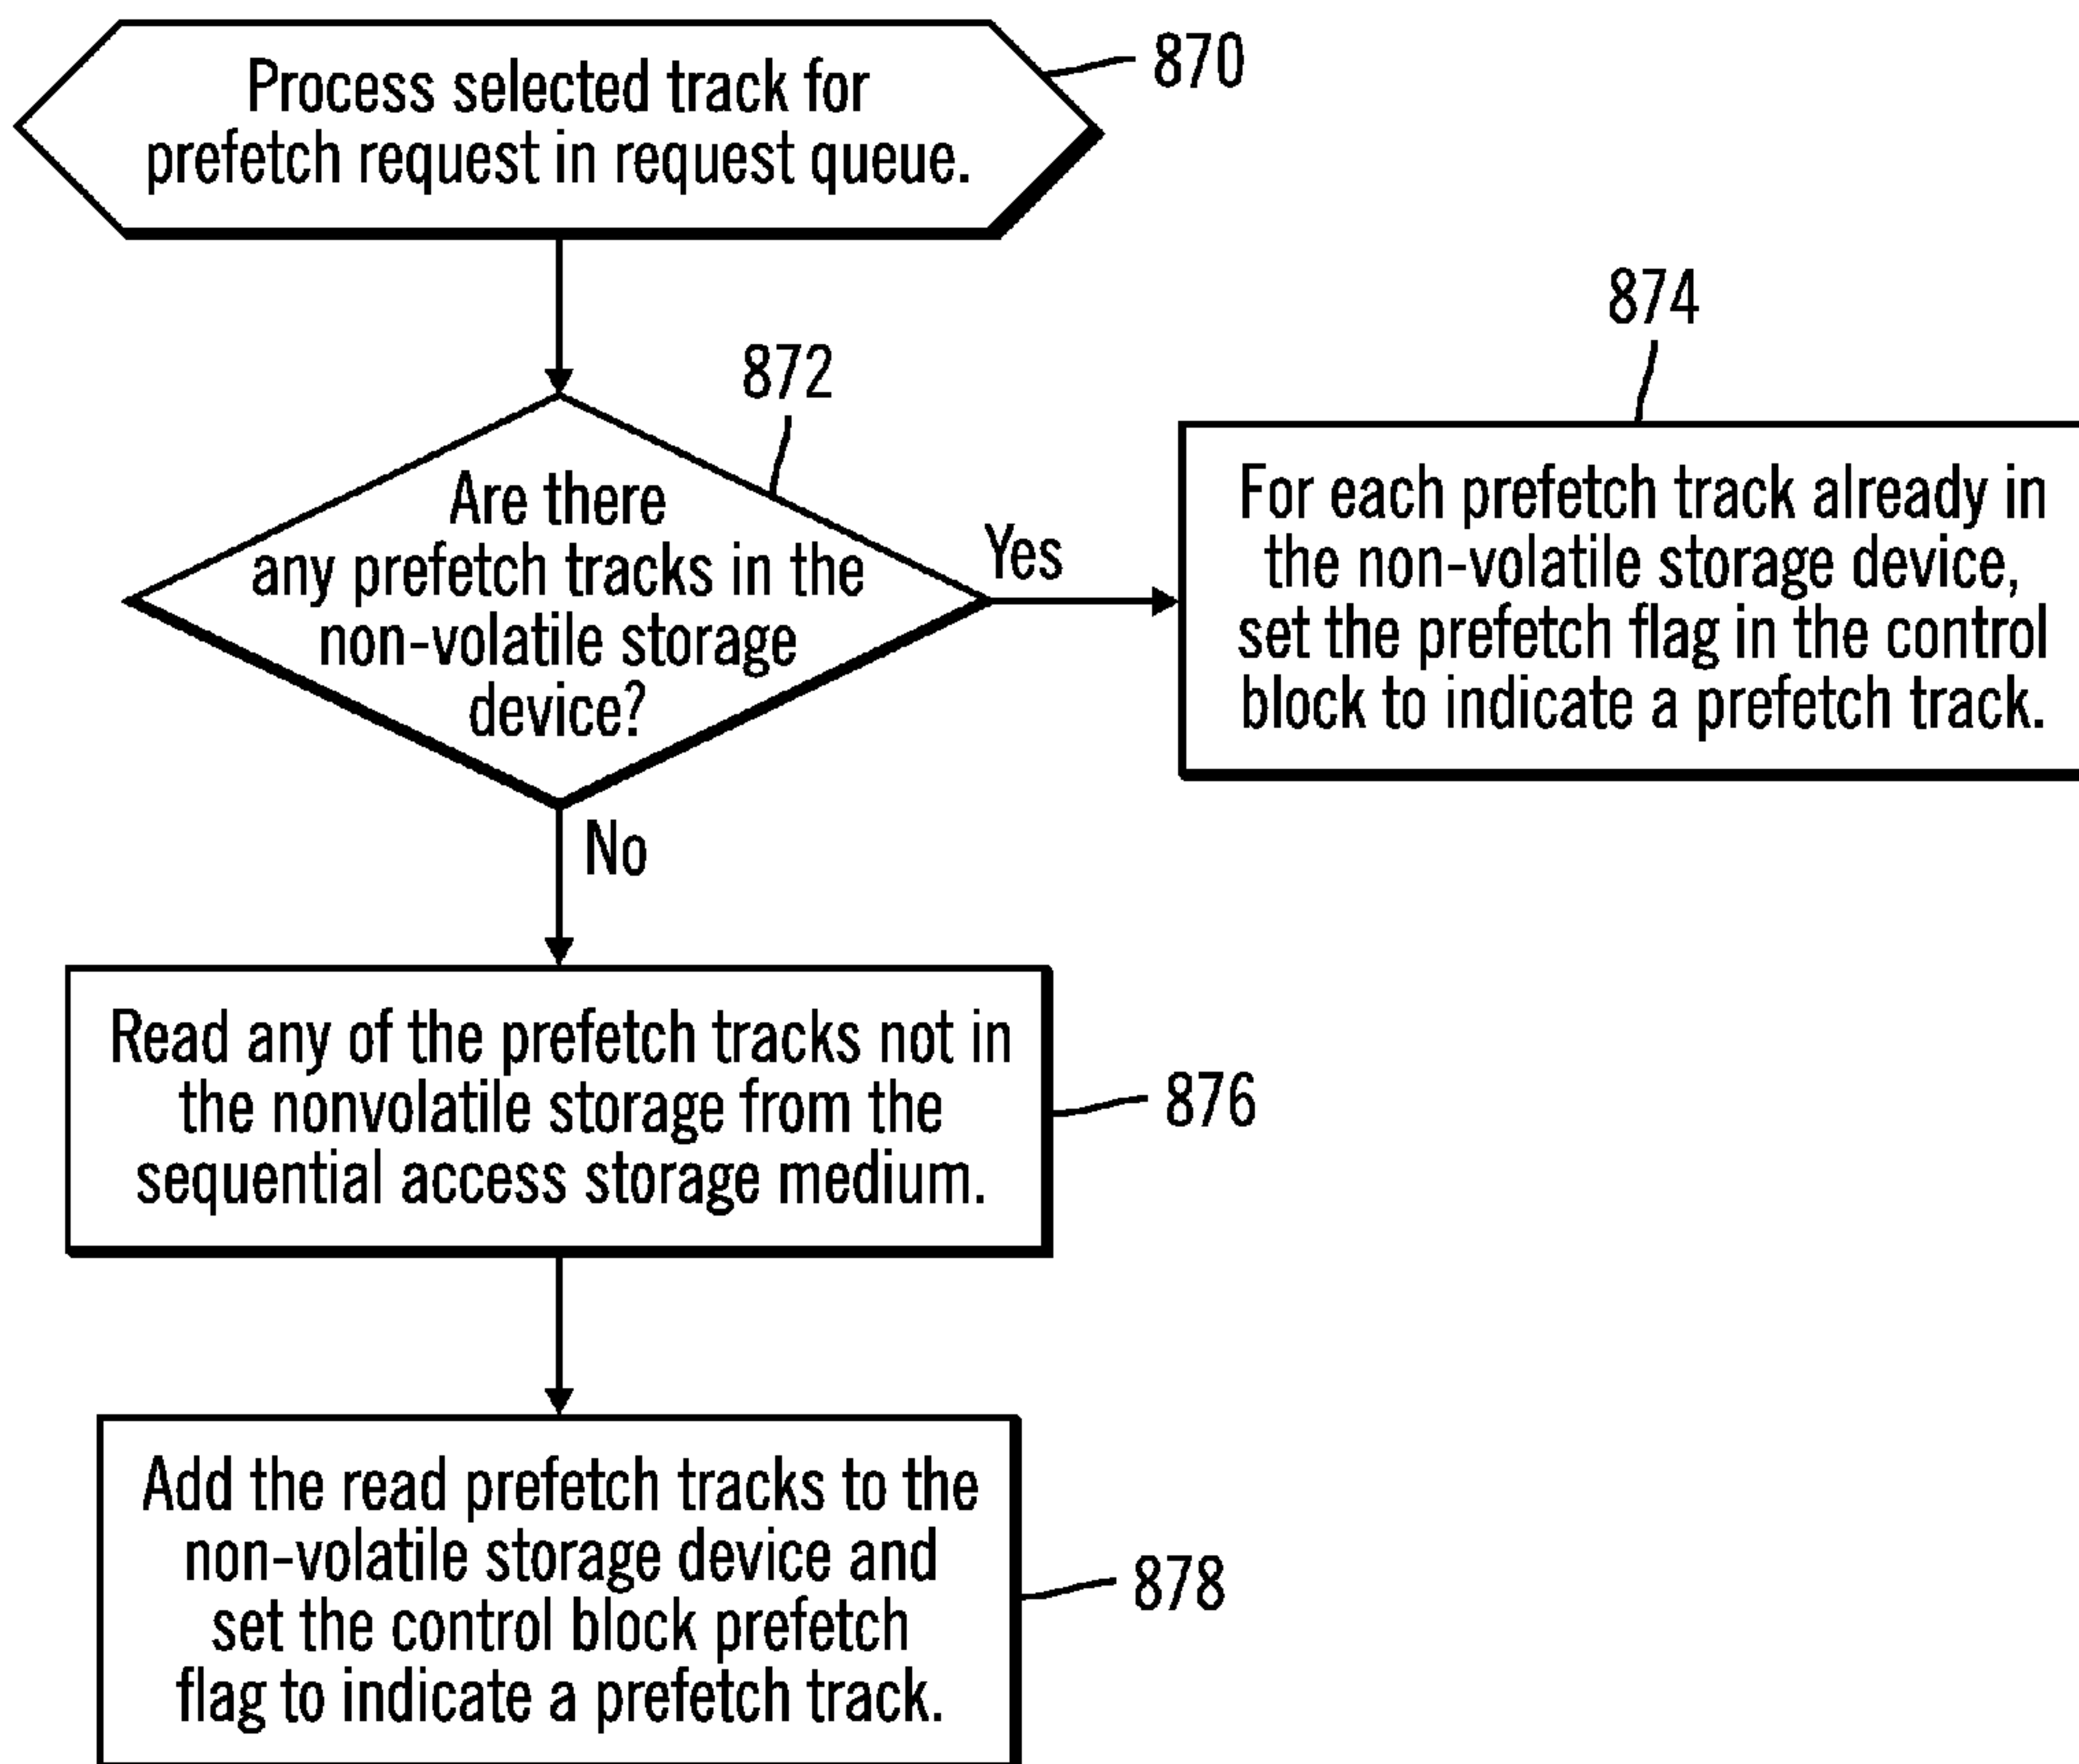 Process selected track for
prefetch request in request queue.
870
872
Are there
any prefetch tracks in the
non-volatile storage
device?
Yes
874
For each prefetch track already in
the non-volatile storage device,
set the prefetch flag in the control
block to indicate a prefetch track.
No
Read any of the prefetch tracks not in
the nonvolatile storage from the
sequential access storage medium.
876
Add the read prefetch tracks to the
non-volatile storage device and
set the control block prefetch
flag to indicate a prefetch track.
878